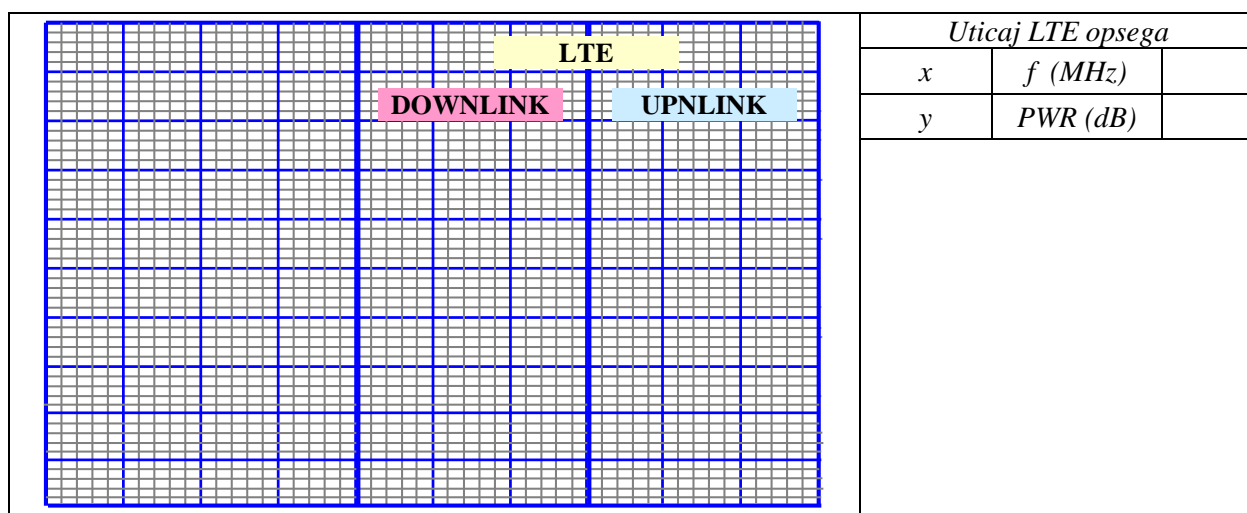 LTE
DOWNLINK
UPNLINK
Uticaj LTE opsega
x f (MHz)
y PWR (dB)